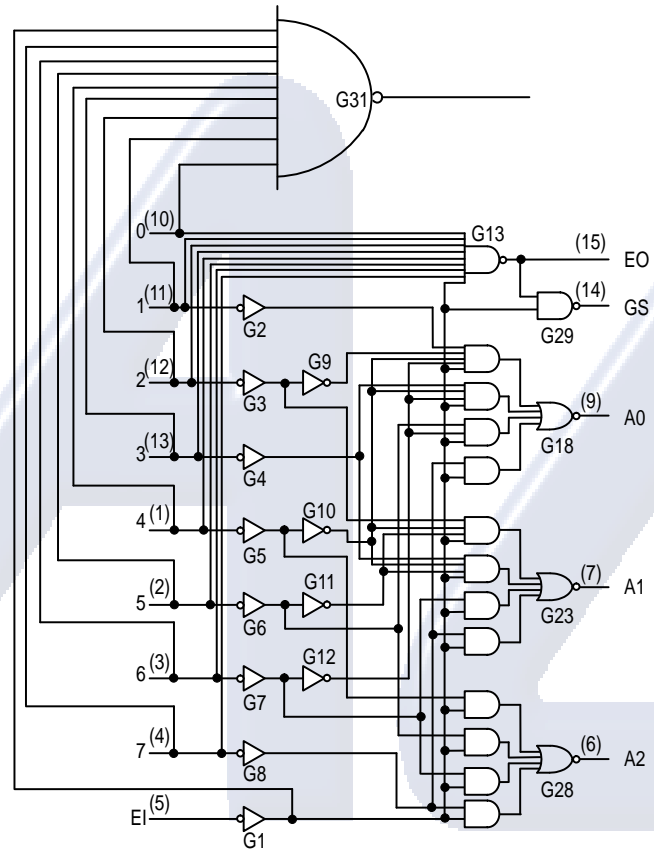 G31
0 (10)
G13
(15)
EO
(14)
GS
G29
1 (11)
G2
2 (12)
G9
G3
(9)
A0
G18
3 (13)
G4
4 (1)
G10
G5
(7)
A1
G23
5 (2)
G11
G6
6 (3)
G12
G7
7 (4)
G8
(6)
A2
G28
EI (5)
G1